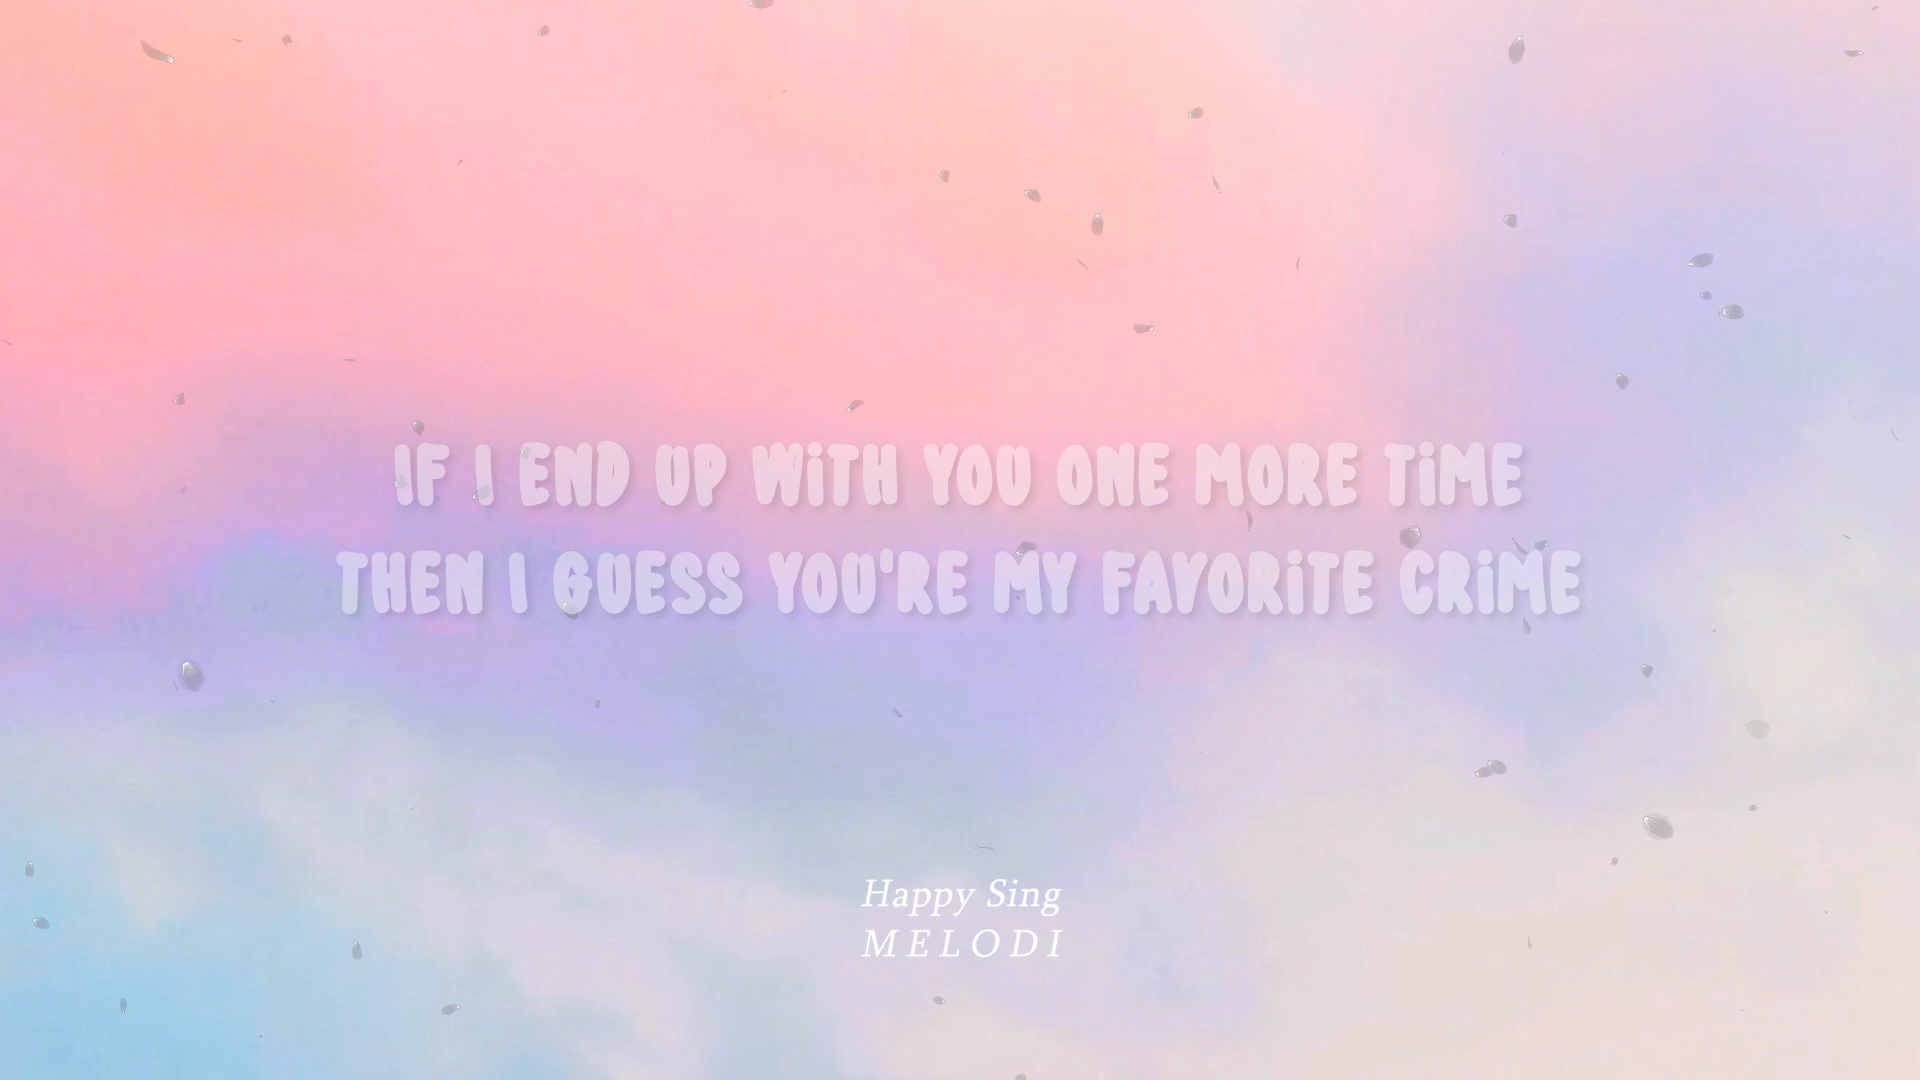 IF I END UP WITH YOU ONE MORE TIME
THEN I GUESS YOU'RE MY FAVORITE CRIME
Happy Sing
MELODI